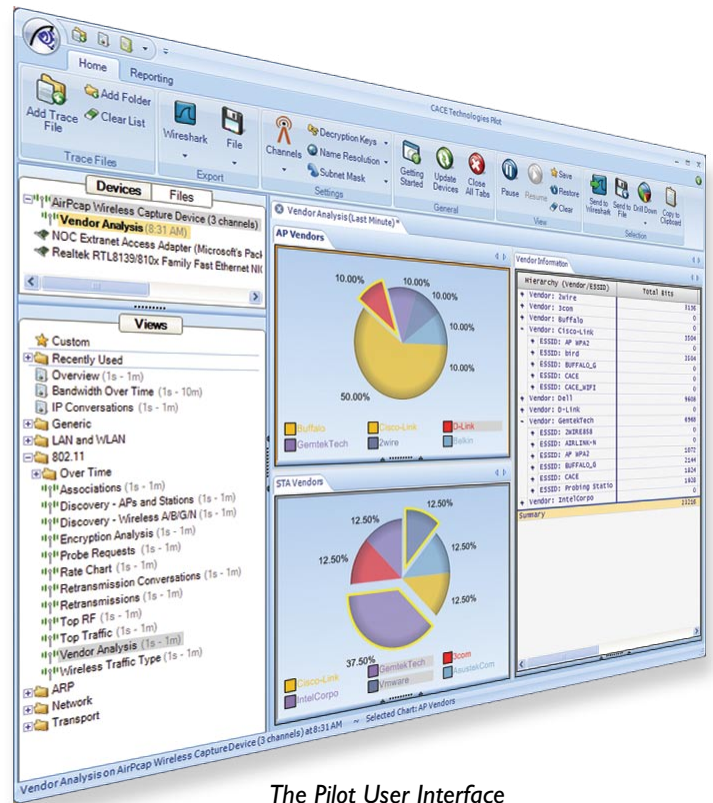 CACE Technologies Pilot
Home Reporting
Add Trace File
Add Folder
Clear List
Trace Files
Wireshark
File
Export
Channels
Decryption Keys
Name Resolution
Subnet Mask
Settings
Getting Started
Update Devices
Close All Tabs
General
Pause
Resume
Save
Restore
Clear
View
Send to Wireshark
Send to File
Drill Down
Copy to Clipboard
Selection
Devices Files
AirPcap Wireless Capture Device (3 channels)
Vendor Analysis (8:31 AM)
NOC Extranet Access Adapter (Microsoft's Pack
Realtek RTL8139/810x Family Fast Ethernet NIC
Views
Custom
Recently Used
Overview (1s - 1m)
Bandwidth Over Time (1s - 10m)
IP Conversations (1s - 1m)
Generic
LAN and WLAN
802.11
Over Time
Associations (1s - 1m)
Discovery - APs and Stations (1s - 1m)
Discovery - Wireless A/B/G/N (1s - 1m)
Encryption Analysis (1s - 1m)
Probe Requests (1s - 1m)
Rate Chart (1s - 1m)
Retransmission Conversations (1s - 1m)
Retransmissions (1s - 1m)
Top RF (1s - 1m)
Top Traffic (1s - 1m)
Vendor Analysis (1s - 1m)
Wireless Traffic Type (1s - 1m)
ARP
Network
Transport
Vendor Analysis (Last Minute)*
AP Vendors
10.00%
10.00%
10.00%
10.00%
10.00%
50.00%
Buffalo Cisco-Link D-Link
GemtekTech 2wire Belkin
STA Vendors
12.50%
12.50%
12.50%
12.50%
12.50%
37.50%
Cisco-Link GemtekTech 3com
IntelCorpo Vmware AsustekCom
Vendor Information
Hierarchy (Vendor/ESSID) Total Bits
Vendor: 2wire
Vendor: 3com
Vendor: Buffalo 0
Vendor: Cisco-Link
ESSID: AP WPA2
ESSID: bird
ESSID: BUFFALO_G
ESSID: CACE
ESSID: CACE_WIFI
Vendor: Dell
Vendor: D-Link
Vendor: GemtekTech
ESSID: 2WIRE858
ESSID: AIRLINK-N
ESSID: AP WPA2
ESSID: BUFFALO_G
ESSID: CACE
ESSID: Probing Statio
Vendor: IntelCorpo
Summary
Vendor Analysis on AirPcap Wireless Capture Device (3 channels) at 8:31 AM ~ Selected Chart: AP Vendors
The Pilot User Interface